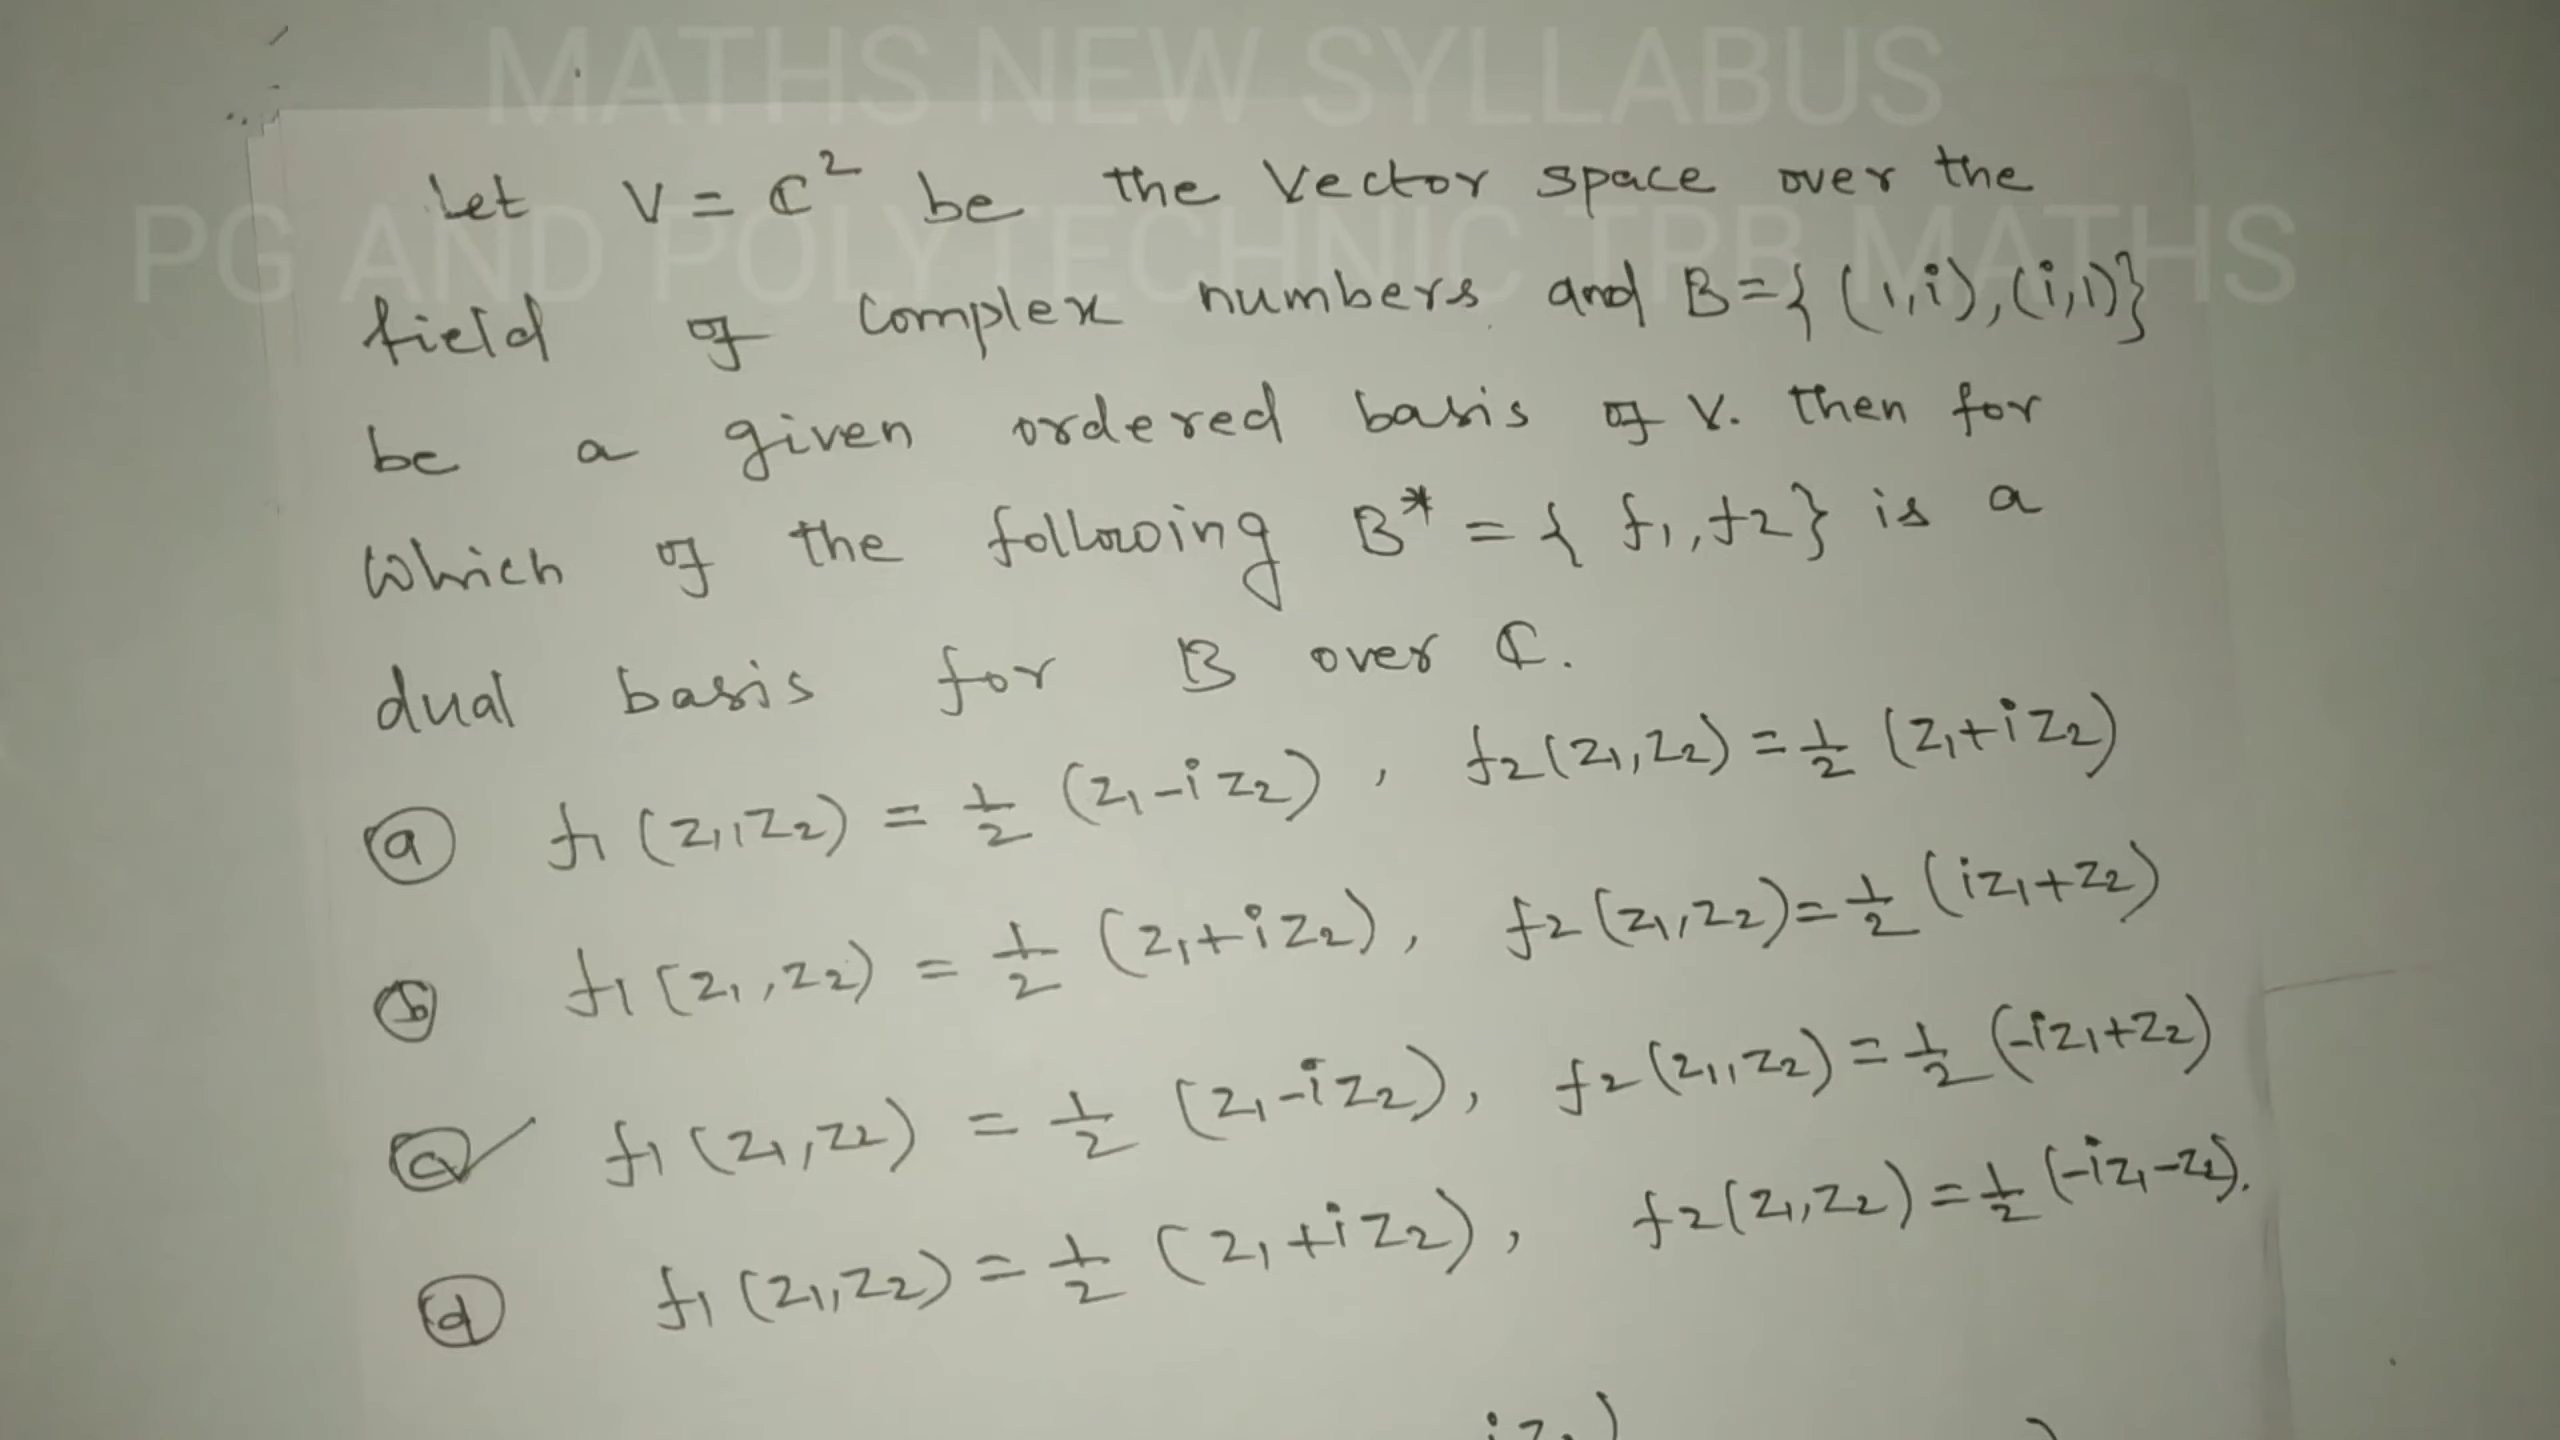 MATHS NEW SYLLABUS
PG AND POLYTECHNIC TRB MATHS
Let V = ℂ² be the Vector space over the
field of Complex numbers and B={(1,i),(i,1)}
be a given ordered basis of V. then for
which of the following B* = { f1, f2} is a
dual basis for B over ℂ.
ⓐ f1 (z1,z2) = 1/2 (z1-iz2), f2(z1,z2) = 1/2 (z1+iz2)
ⓑ f1 (z1,z2) = 1/2 (z1+iz2), f2(z1,z2) = 1/2 (iz1+z2)
ⓒ✓ f1 (z1,z2) = 1/2 (z1-iz2), f2(z1,z2) = 1/2 (-iz1+z2)
ⓓ f1 (z1,z2) = 1/2 (z1+iz2), f2(z1,z2) = 1/2 (-iz1-z2).